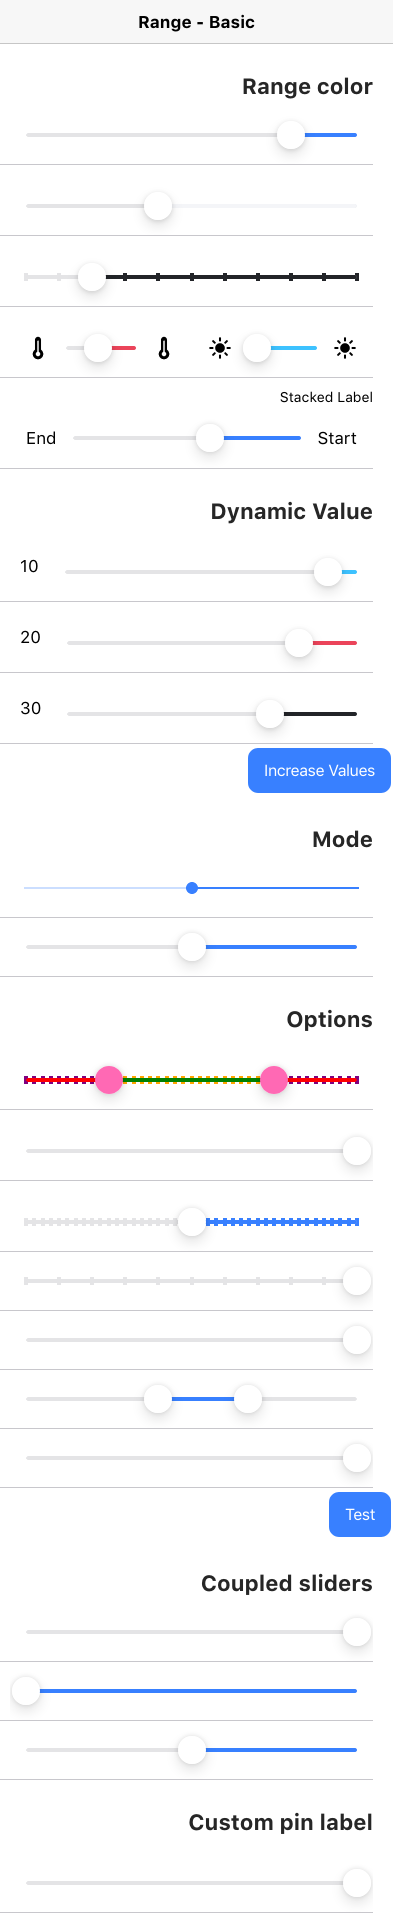 Range - Basic
Range color
Stacked Label
End Start
Dynamic Value
10
20
30
Increase Values
Mode
Options
Test
Coupled sliders
Custom pin label